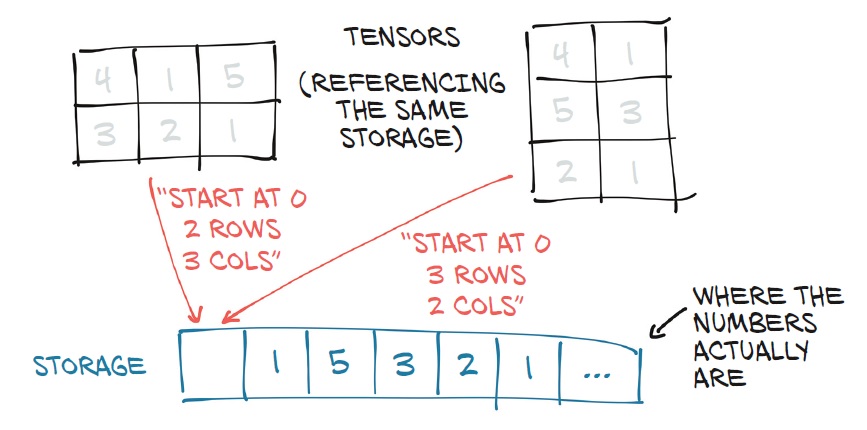 TENSORS
(REFERENCING
THE SAME
STORAGE)
4 1 5
3 2 1
4 1
5 3
2 1
"START AT 0
2 ROWS
3 COLS"
"START AT 0
3 ROWS
2 COLS"
WHERE THE
NUMBERS
ACTUALLY
ARE
STORAGE
1 5 3 2 1 ...